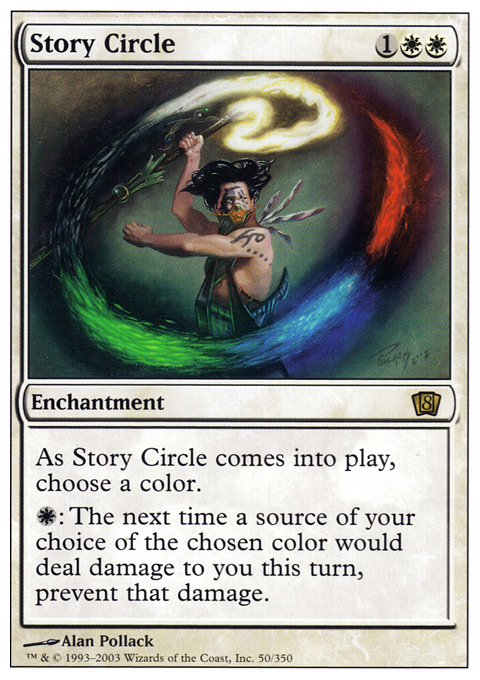 Story Circle 1
Enchantment 8
As Story Circle comes into play,
choose a color.
: The next time a source of your
choice of the chosen color would
deal damage to you this turn,
prevent that damage.
Alan Pollack
™ & © 1993–2003 Wizards of the Coast, Inc. 50/350